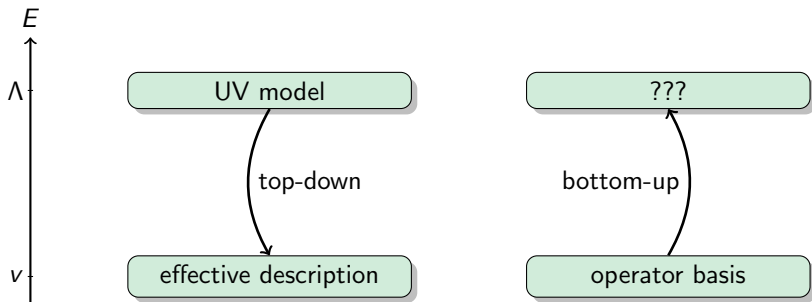 E
Λ
UV model
???
top-down
bottom-up
v
effective description
operator basis